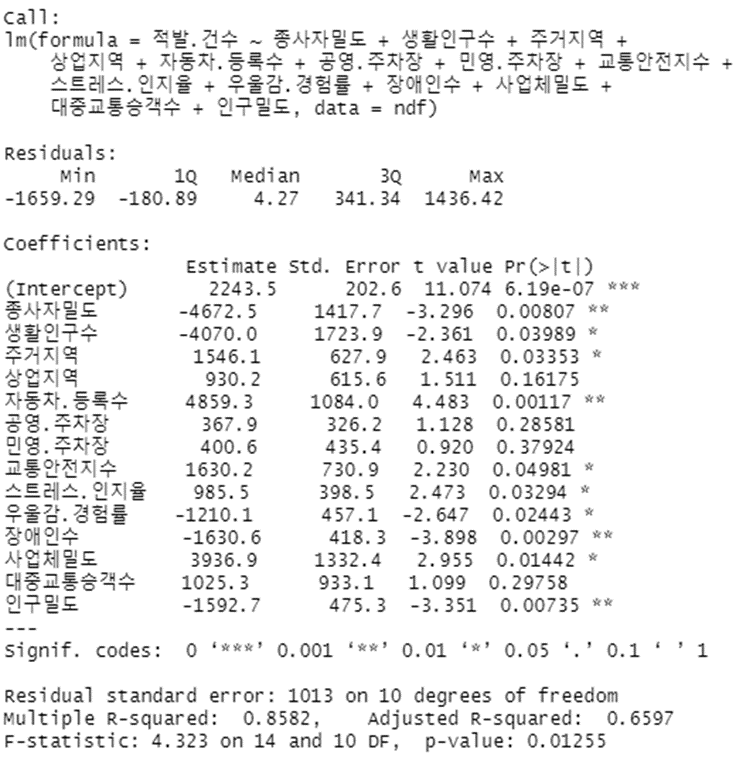 Call:
lm(formula = 적발.건수 ~ 종사자밀도 + 생활인구수 + 주거지역 +
    상업지역 + 자동차.등록수 + 공영.주차장 + 민영.주차장 + 교통안전지수 +
    스트레스.인지율 + 우울감.경험률 + 장애인수 + 사업체밀도 +
    대중교통승객수 + 인구밀도, data = ndf)
Residuals:
     Min       1Q   Median       3Q      Max
-1659.29  -180.89     4.27   341.34  1436.42
Coefficients:
                Estimate Std. Error t value Pr(>|t|)
(Intercept)       2243.5      202.6  11.074 6.19e-07 ***
종사자밀도       -4672.5     1417.7  -3.296  0.00807 **
생활인구수       -4070.0     1723.9  -2.361  0.03989 *
주거지역          1546.1      627.9   2.463  0.03353 *
상업지역           930.2      615.6   1.511  0.16175
자동차.등록수     4859.3     1084.0   4.483  0.00117 **
공영.주차장        367.9      326.2   1.128  0.28581
민영.주차장        400.6      435.4   0.920  0.37924
교통안전지수      1630.2      730.9   2.230  0.04981 *
스트레스.인지율    985.5      398.5   2.473  0.03294 *
우울감.경험률    -1210.1      457.1  -2.647  0.02443 *
장애인수         -1630.6      418.3  -3.898  0.00297 **
사업체밀도        3936.9     1332.4   2.955  0.01442 *
대중교통승객수    1025.3      933.1   1.099  0.29758
인구밀도         -1592.7      475.3  -3.351  0.00735 **
---
Signif. codes:  0 ‘***’ 0.001 ‘**’ 0.01 ‘*’ 0.05 ‘.’ 0.1 ‘ ’ 1
Residual standard error: 1013 on 10 degrees of freedom
Multiple R-squared:  0.8582,    Adjusted R-squared:  0.6597
F-statistic: 4.323 on 14 and 10 DF,  p-value: 0.01255